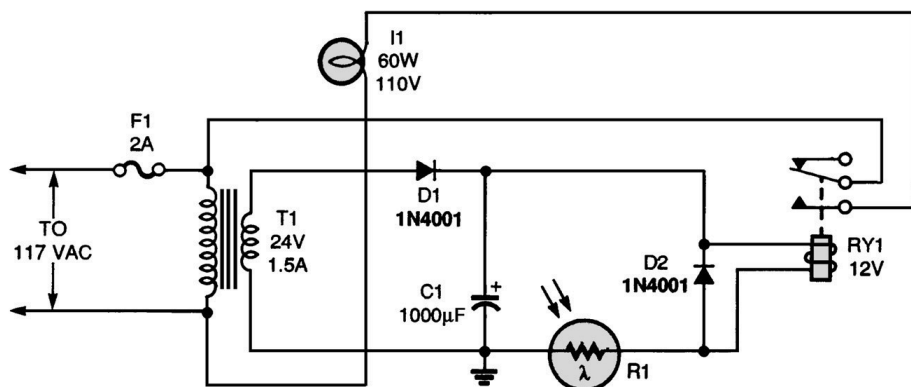 I1
60W
110V
F1
2A
TO
117 VAC
T1
24V
1.5A
D1
1N4001
C1
1000µF
+
D2
1N4001
RY1
12V
λ
R1